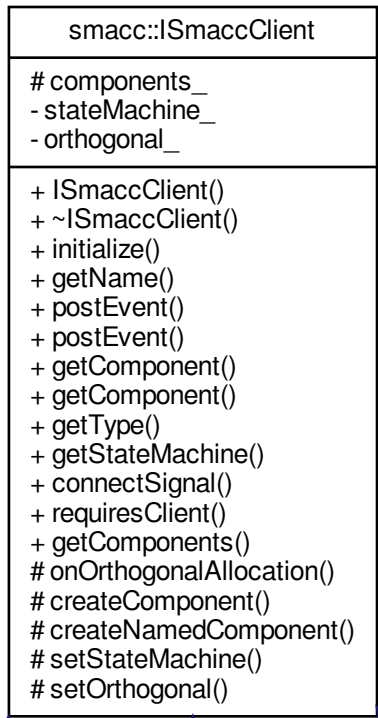 smacc::ISmaccClient
# components_
- stateMachine_
- orthogonal_
+ ISmaccClient()
+ ~ISmaccClient()
+ initialize()
+ getName()
+ postEvent()
+ postEvent()
+ getComponent()
+ getComponent()
+ getType()
+ getStateMachine()
+ connectSignal()
+ requiresClient()
+ getComponents()
# onOrthogonalAllocation()
# createComponent()
# createNamedComponent()
# setStateMachine()
# setOrthogonal()